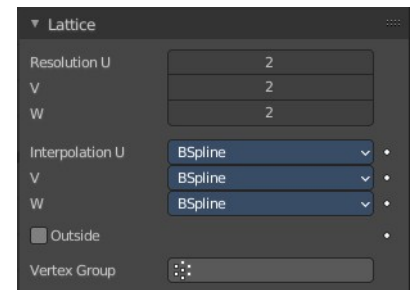 Lattice
Resolution U 2
V 2
W 2
Interpolation U BSpline
V BSpline
W BSpline
Outside
Vertex Group